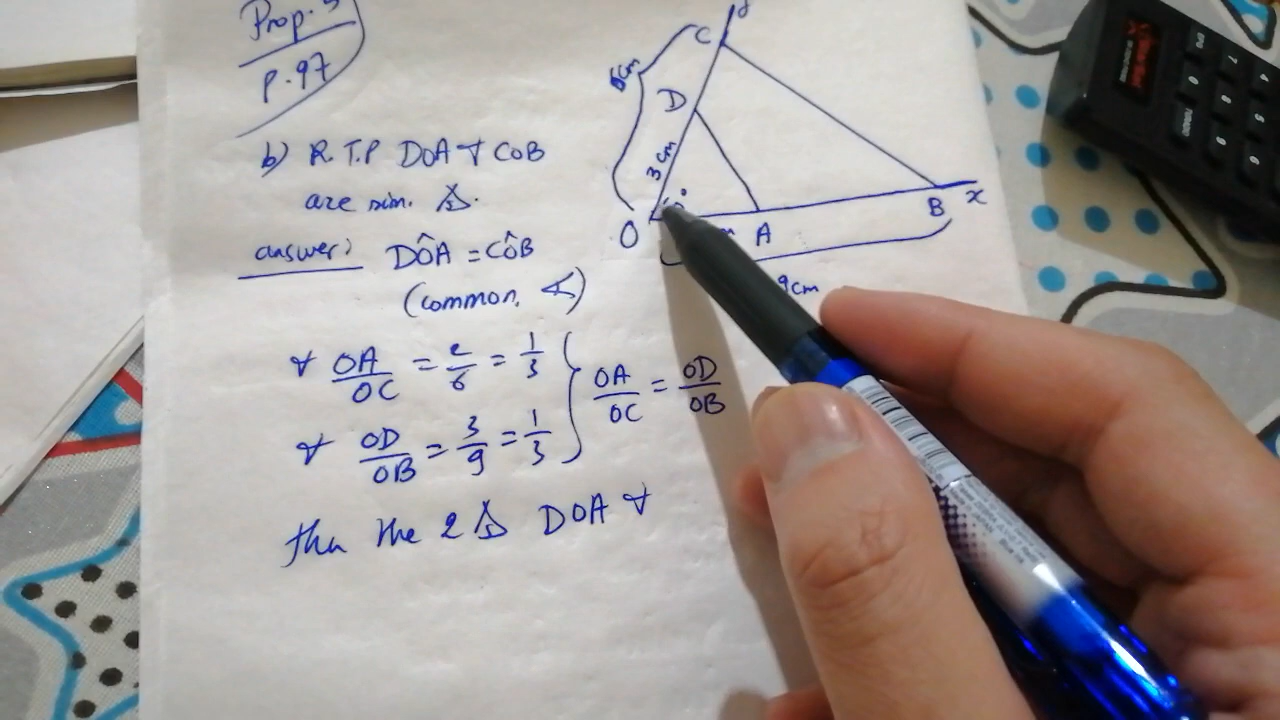 Prop. 5
P.97
b) R.T.P DOA & COB
are sim. Δs.
answer: DÔA = CÔB
(common, ∢)
& OA/OC = 2/6 = 1/3
& OD/OB = 3/9 = 1/3
OA/OC = OD/OB
then the 2 Δs DOA &
y
C
6cm
D
3cm
O
A
B
x
9cm